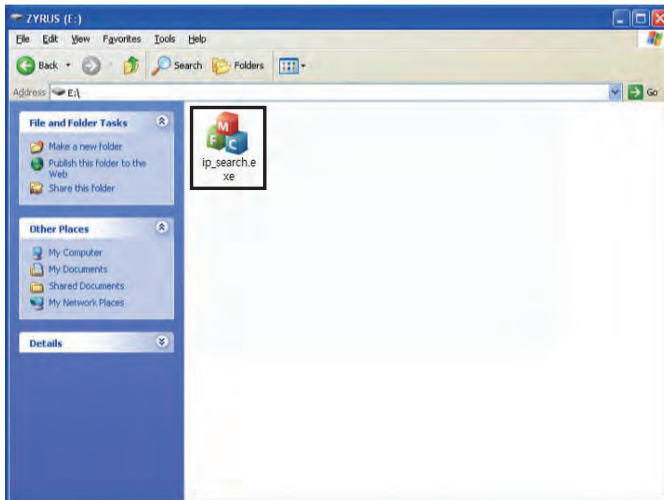 ZYRUS (E:)
File Edit View Favorites Tools Help
Back Search Folders
Address E:\ Go
File and Folder Tasks
Make a new folder
Publish this folder to the
Web
Share this folder
Other Places
My Computer
My Documents
Shared Documents
My Network Places
Details
M
F C
ip_search.e
xe